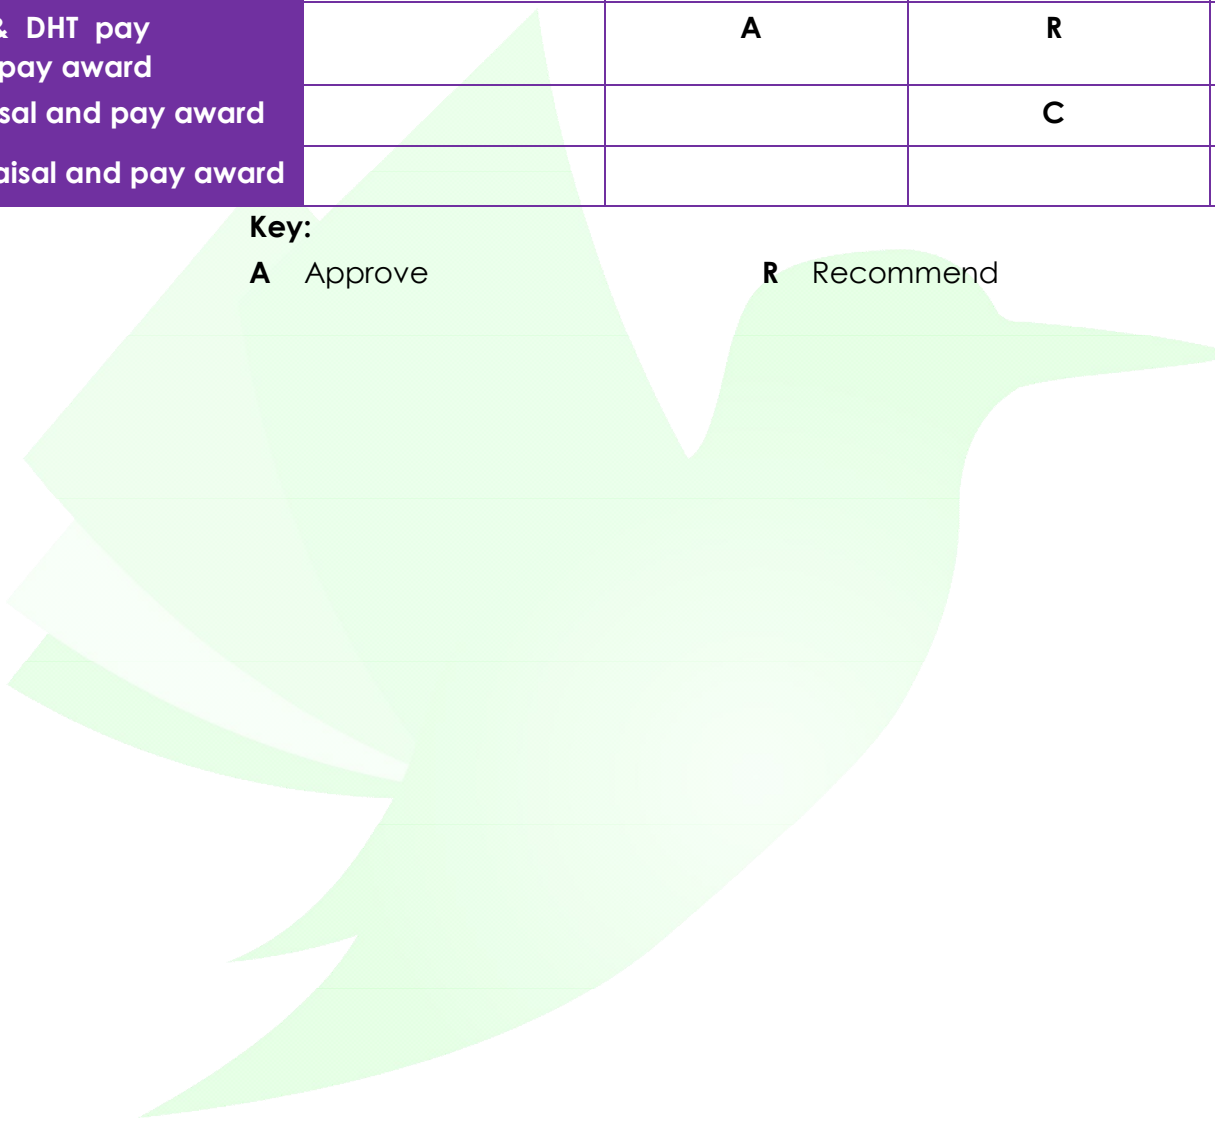 & DHT pay A R
pay award
sal and pay award C
aisal and pay award
Key:
A Approve R Recommend